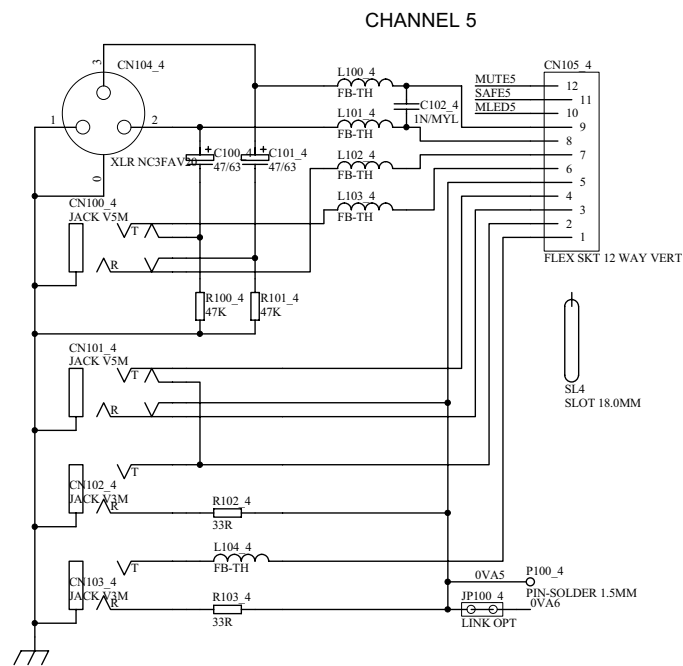 CHANNEL 5
CN104_4
3
1
2
0
XLR NC3FAV20
L100_4
FB-TH
L101_4
FB-TH
C102_4
1N/MYL
L102_4
FB-TH
L103_4
FB-TH
+
C100_4
47/63
+
C101_4
47/63
CN105_4
MUTE5
SAFE5
MLED5
12
11
10
9
8
7
6
5
4
3
2
1
FLEX SKT 12 WAY VERT
CN100_4
JACK V5M
T
R
R100_4
47K
R101_4
47K
CN101_4
JACK V5M
T
R
SL4
SLOT 18.0MM
CN102_4
JACK V3M
T
R
R102_4
33R
L104_4
FB-TH
CN103_4
JACK V3M
T
R
R103_4
33R
0VA5
P100_4
PIN-SOLDER 1.5MM
JP100_4
0VA6
LINK OPT